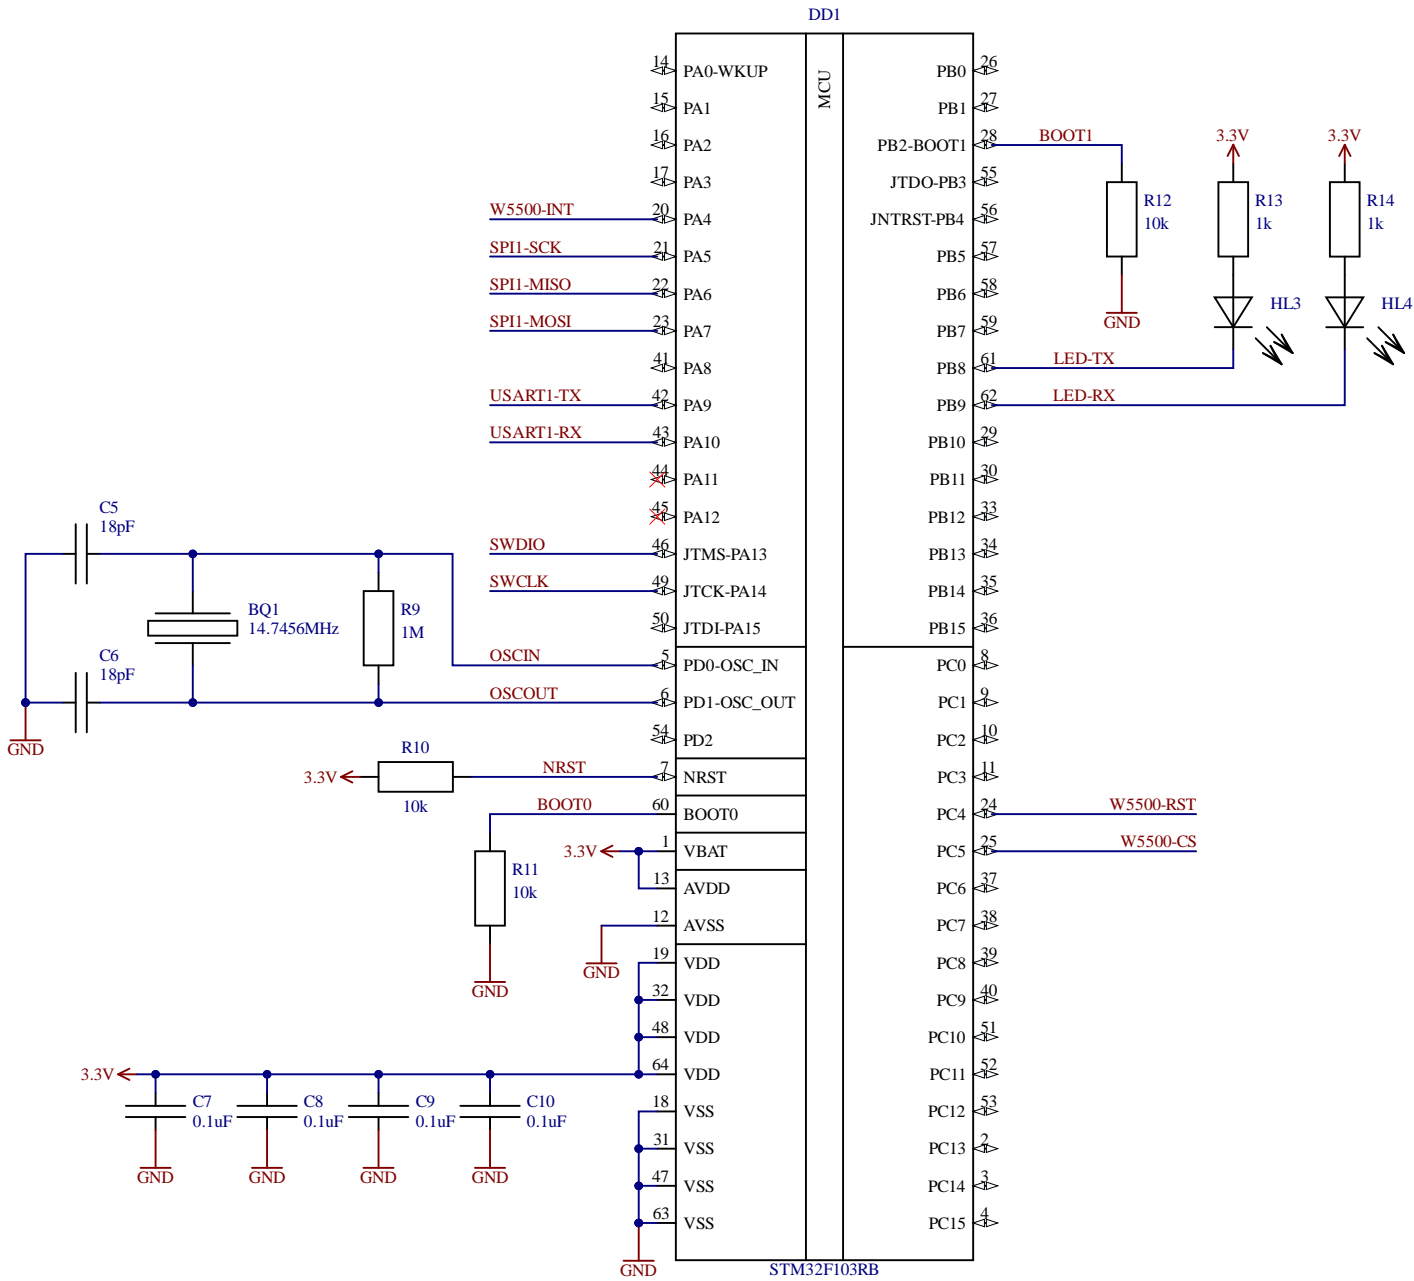 DD1
MCU
14 PA0-WKUP
15 PA1
16 PA2
17 PA3
W5500-INT 20 PA4
SPI1-SCK 21 PA5
SPI1-MISO 22 PA6
SPI1-MOSI 23 PA7
41 PA8
USART1-TX 42 PA9
USART1-RX 43 PA10
44 PA11
45 PA12
SWDIO 46 JTMS-PA13
SWCLK 49 JTCK-PA14
50 JTDI-PA15
OSCIN 5 PD0-OSC_IN
OSCOUT 6 PD1-OSC_OUT
54 PD2
NRST 7 NRST
BOOT0 60 BOOT0
3.3V 1 VBAT
13 AVDD
12 AVSS
GND
19 VDD
32 VDD
48 VDD
64 VDD
18 VSS
31 VSS
47 VSS
63 VSS
GND
PB0 26
PB1 27
PB2-BOOT1 28 BOOT1
JTDO-PB3 55
JNTRST-PB4 56
PB5 57
PB6 58
PB7 59
PB8 61 LED-TX
PB9 62 LED-RX
PB10 29
PB11 30
PB12 33
PB13 34
PB14 35
PB15 36
PC0 8
PC1 9
PC2 10
PC3 11
PC4 24 W5500-RST
PC5 25 W5500-CS
PC6 37
PC7 38
PC8 39
PC9 40
PC10 51
PC11 52
PC12 53
PC13 2
PC14 3
PC15 4
STM32F103RB
R12
10k
GND
3.3V
R13
1k
HL3
3.3V
R14
1k
HL4
C5
18pF
BQ1
14.7456MHz
R9
1M
C6
18pF
GND
R10
3.3V
10k
R11
10k
GND
3.3V
C7
0.1uF
GND
C8
0.1uF
GND
C9
0.1uF
GND
C10
0.1uF
GND